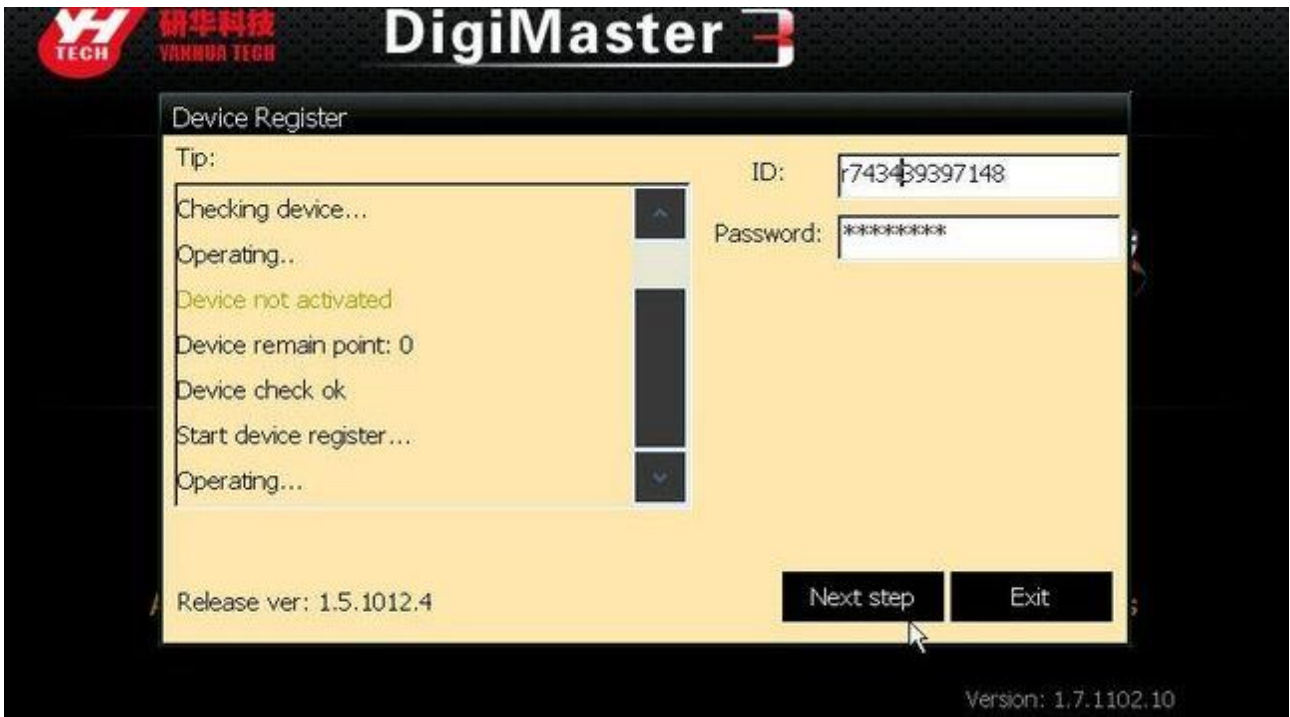 YH
TECH
研华科技
YANHUA TECH
DigiMaster 3
Device Register
Tip:
Checking device...
Operating..
Device not activated
Device remain point: 0
Device check ok
Start device register...
Operating...
ID: r743439397148
Password: *********
Release ver: 1.5.1012.4
Next step
Exit
Version: 1.7.1102.10